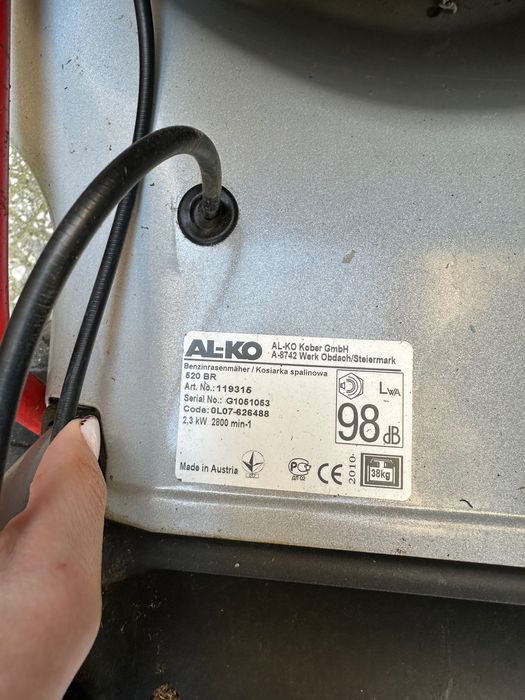 AL-KO
AL-KO Kober GmbH
A-8742 Werk Obdach/Steiermark
Benzinrasenmäher / Kosiarka spalinowa
520 BR
Art. No.: 119315
Serial No.: G1051053
Code: 0L07-626488
2,3 kW 2800 min-1
LWA
98 dB
Made in Austria
CE
2010
38kg